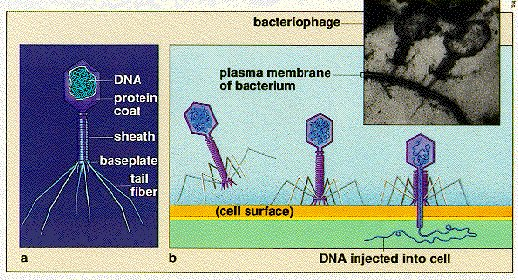 bacteriophage
DNA
protein
coat
sheath
baseplate
tail
fiber
plasma membrane
of bacterium
(cell surface)
a
b
DNA injected into cell